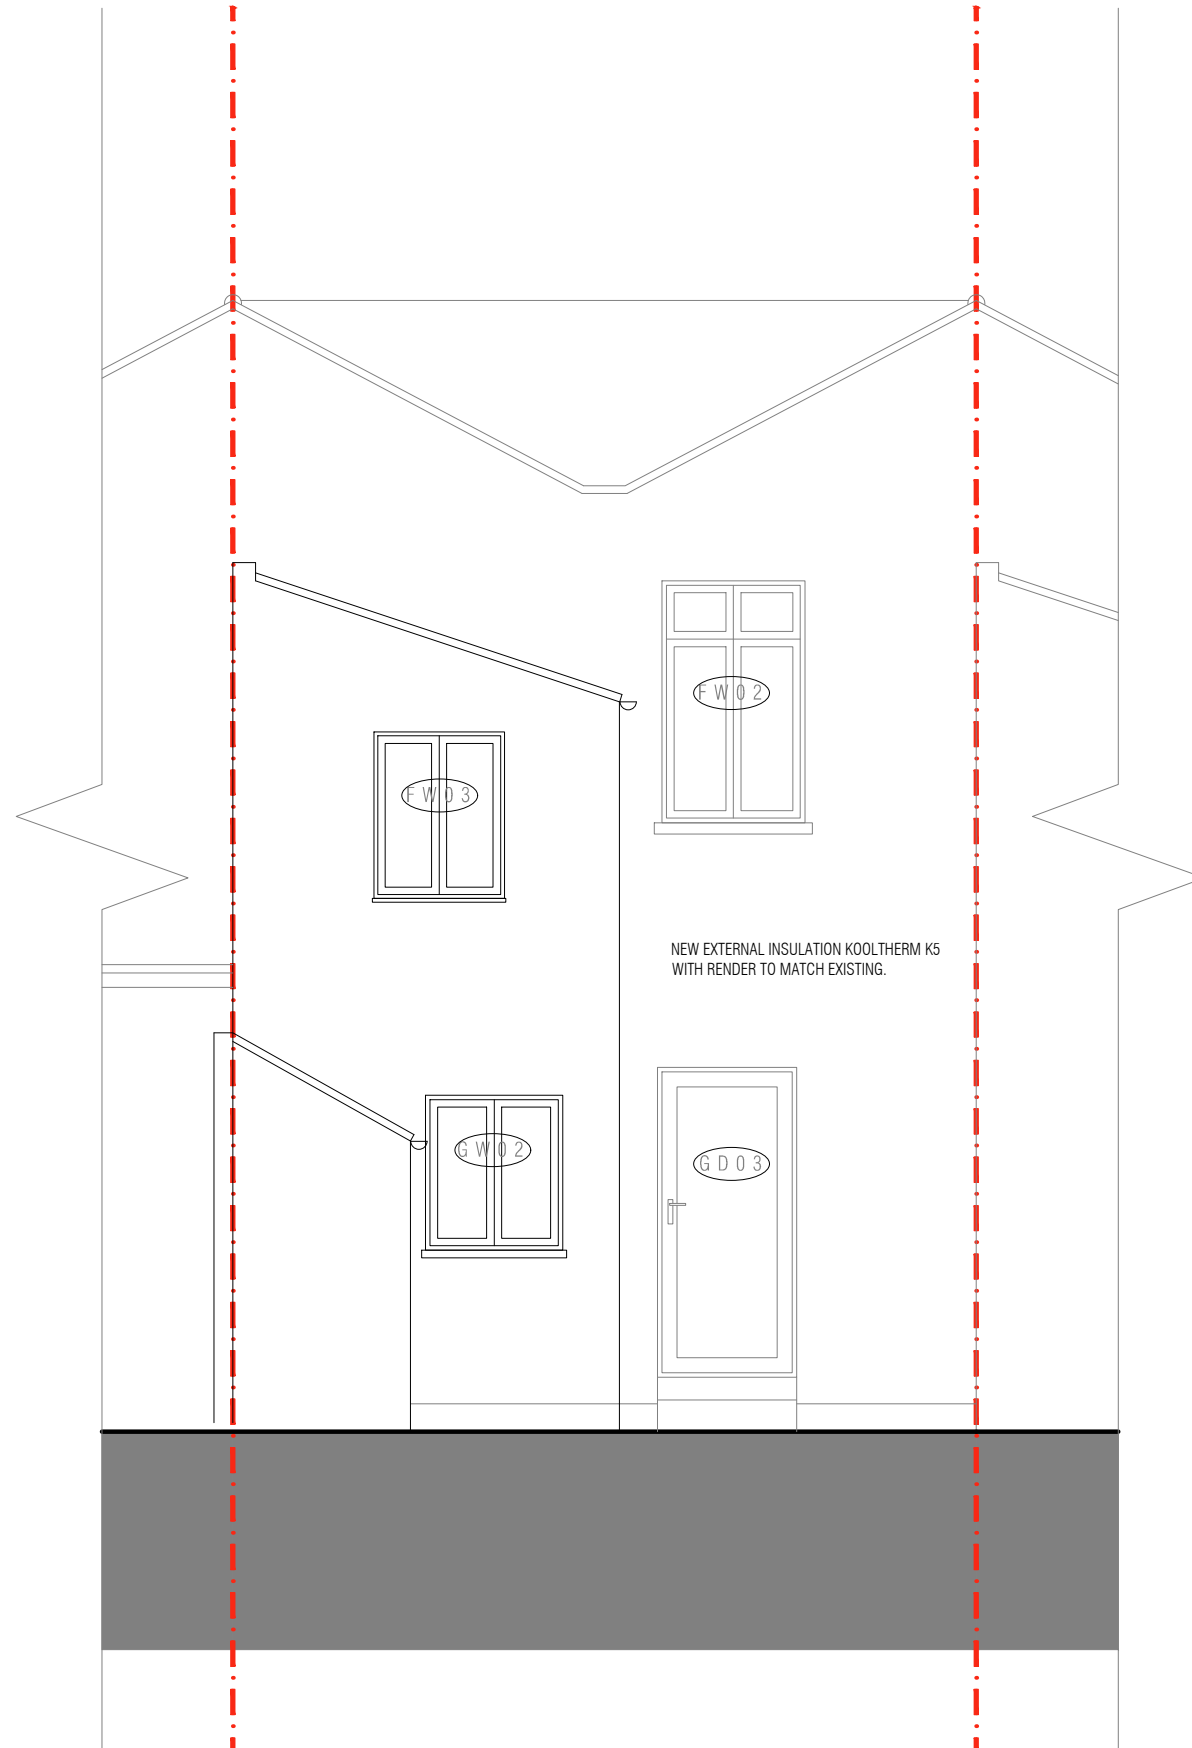 FW02
FW03
NEW EXTERNAL INSULATION KOOLTHERM K5
WITH RENDER TO MATCH EXISTING.
GW02
GD03